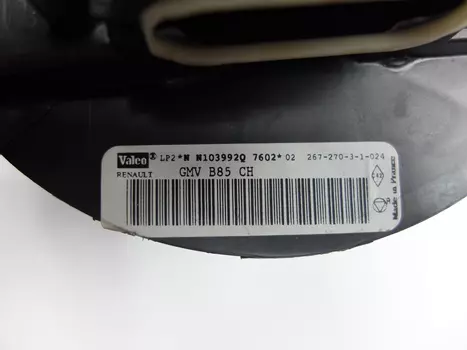 Valeo® LP2*N N103992Q 7602*02 267-270-3-1-024
RENAULT GMV B85 CH
Made in France